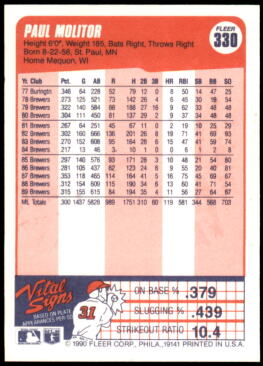 PAUL MOLITOR
FLEER
330
Height 6'0", Weight 185, Bats Right, Throws Right
Born 8-22-56, St. Paul, MN
Home Mequon, WI
Yr. Club Pct. G AB R H 2B 3B HR RBI SB BB SO
77 Burlingtn .346 64 228 52 79 12 0 8 50 14 47 25
78 Brewers .273 125 521 73 142 26 4 6 45 30 19 54
79 Brewers .322 140 584 88 188 27 16 9 62 33 48 48
80 Brewers .304 111 450 81 137 29 2 9 37 34 48 48
81 Brewers .267 64 251 45 67 11 0 2 19 10 25 29
82 Brewers .302 160 666 136 201 26 8 19 71 41 69 93
83 Brewers .270 152 608 95 164 28 6 15 47 41 59 74
84 Brewers .217 13 46 3 10 1 0 0 6 1 2 8
85 Brewers .297 140 576 93 171 28 3 10 48 21 54 80
86 Brewers .281 105 437 62 123 24 6 9 55 20 40 81
87 Brewers .353 118 465 114 164 41 5 16 75 45 69 67
88 Brewers .312 154 609 115 190 34 6 13 60 41 71 54
89 Brewers .315 155 615 84 194 35 4 11 56 27 64 67
ML Totals .300 1437 5828 989 1751 310 60 119 581 344 568 703
Vital Signs
BASED ON PLATE
APPEARANCES PER
31
ON BASE % .379
SLUGGING % .439
STRIKEOUT RATIO 10.4
© 1990 FLEER CORP., PHILA., 19141 PRINTED IN U.S.A.